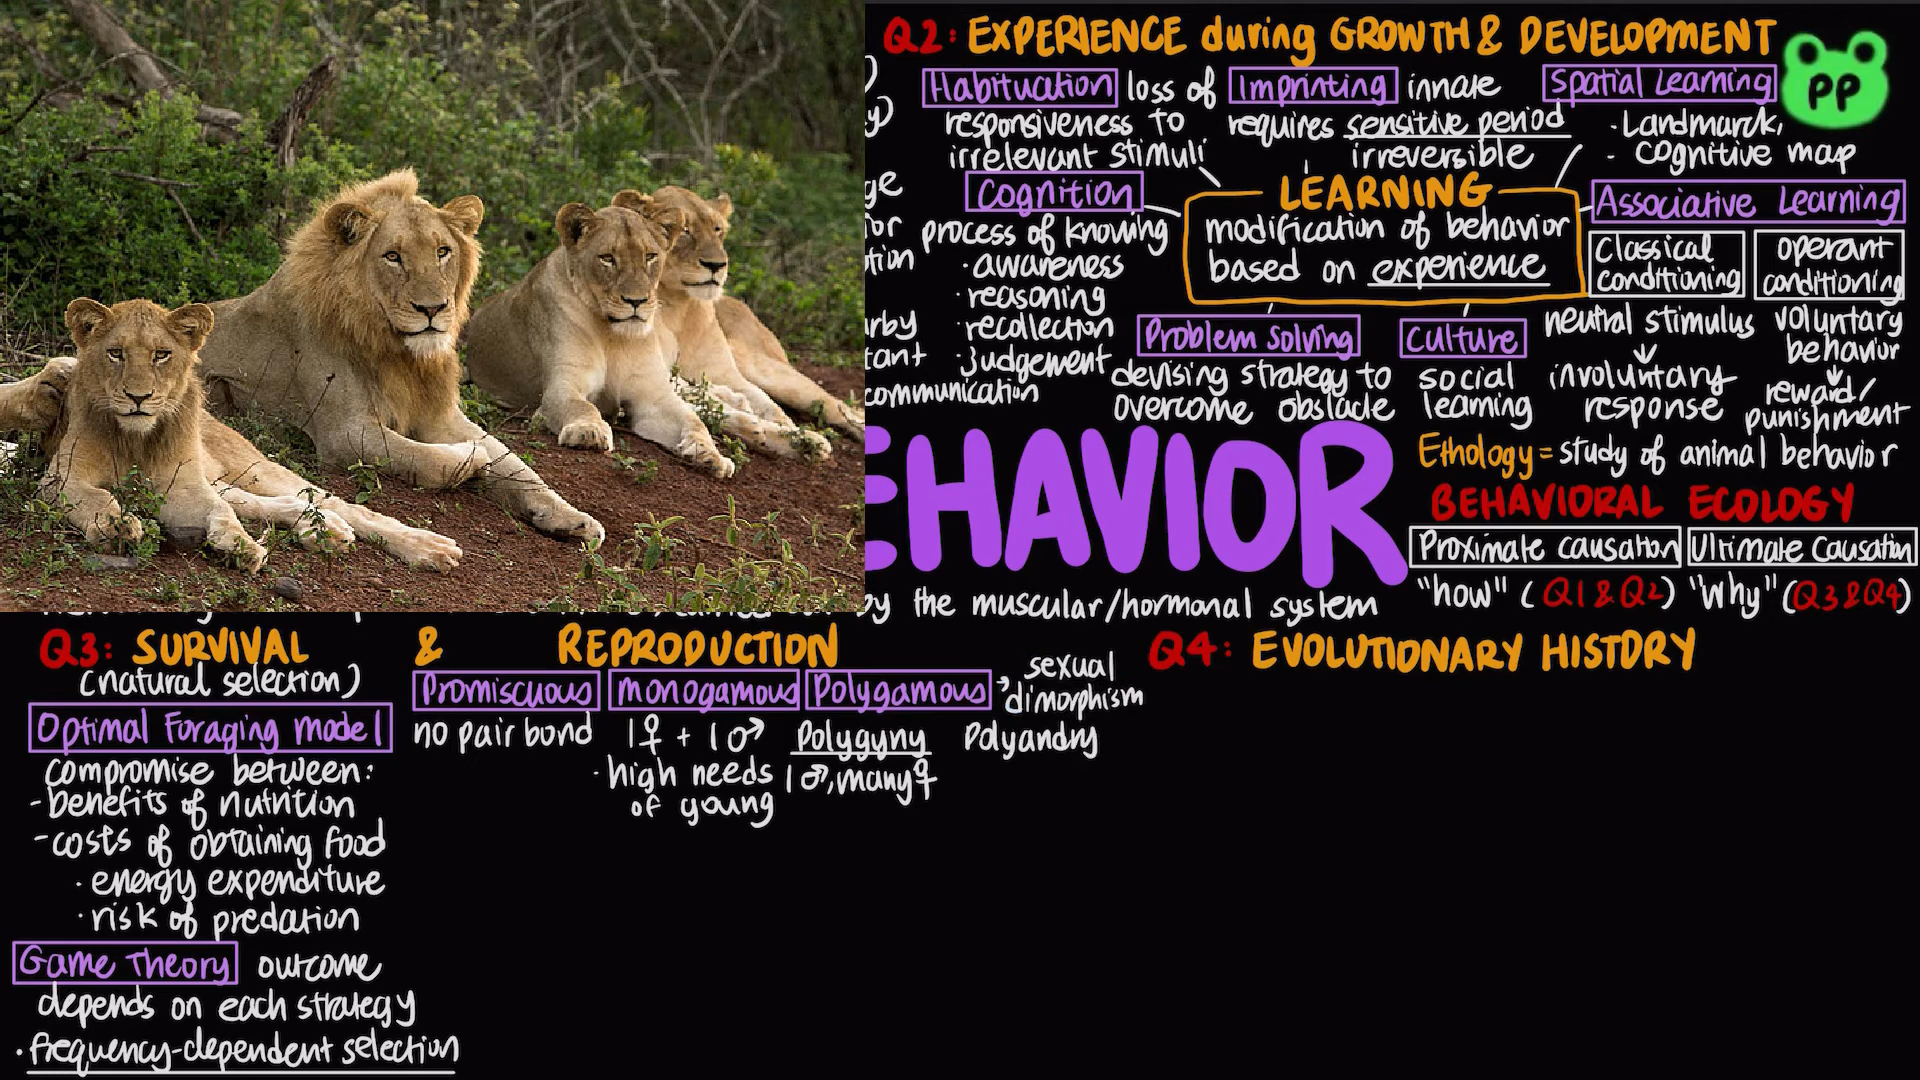 Q2: EXPERIENCE during GROWTH & DEVELOPMENT
PP
Habituation loss of
responsiveness to
irrelevant stimuli
Imprinting innate
requires sensitive period
irreversible
Spatial Learning
· Landmark,
- cognitive map
Cognition
process of knowing
· awareness
· reasoning
· recollection
· judgement
LEARNING
modification of behavior
based on experience
Associative Learning
Classical
conditioning
neutral stimulus
involuntary
response
operant
conditioning
voluntary
behavior
reward/
punishment
Problem solving
devising strategy to
overcome obstacle
culture
social
learning
communication
EHAVIOR
by the muscular/hormonal system
Ethology = study of animal behavior
BEHAVIORAL ECOLOGY
Proximate causation
"how" (Q1 & Q2)
Ultimate Causation
"why" (Q3 & Q4)
Q3: SURVIVAL & REPRODUCTION
(natural selection)
Optimal Foraging model
compromise between:
- benefits of nutrition
- costs of obtaining food
· energy expenditure
· risk of predation
Game Theory outcome
depends on each strategy
· frequency-dependent selection
Promiscuous
no pair bond
monogamous
1♀ + 1♂
· high needs
of young
Polygamous → sexual
dimorphism
Polygyny
1♂, many♀
Polyandry
Q4: EVOLUTIONARY HISTORY